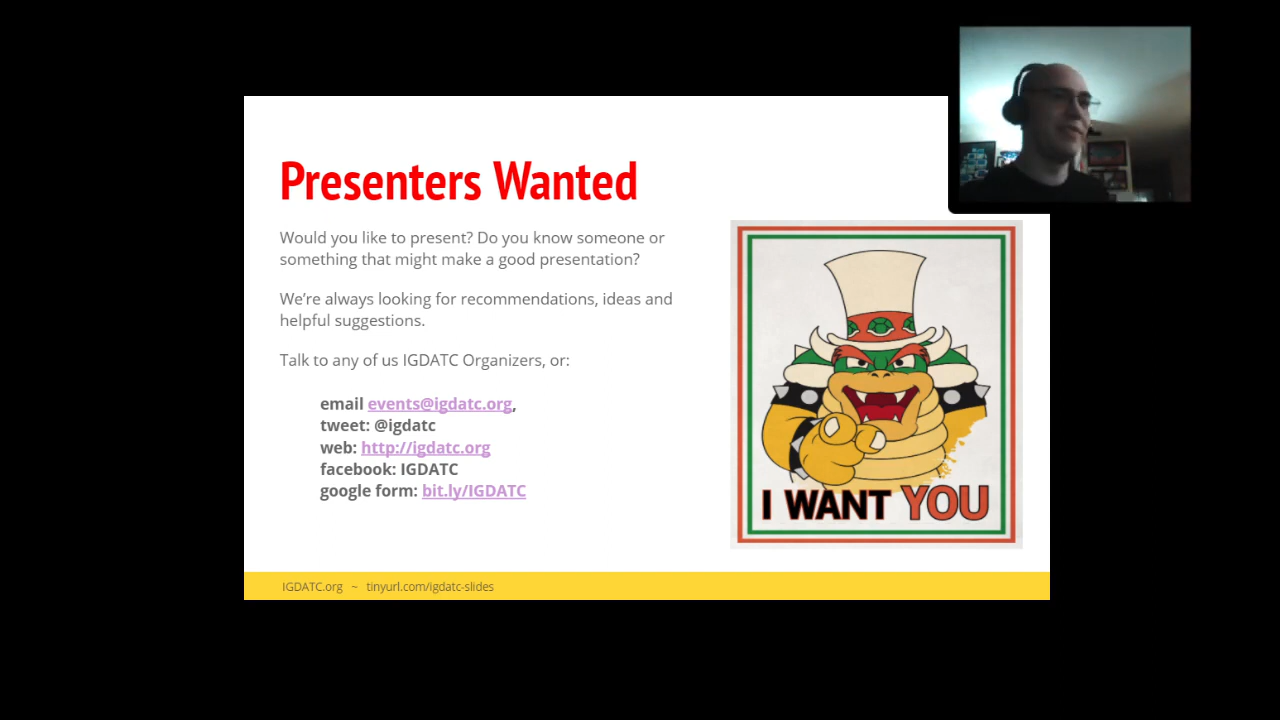 Presenters Wanted
Would you like to present? Do you know someone or
something that might make a good presentation?
We're always looking for recommendations, ideas and
helpful suggestions.
Talk to any of us IGDATC Organizers, or:
email events@igdatc.org,
tweet: @igdatc
web: http://igdatc.org
facebook: IGDATC
google form: bit.ly/IGDATC
I WANT YOU
IGDATC.org ~ tinyurl.com/igdatc-slides